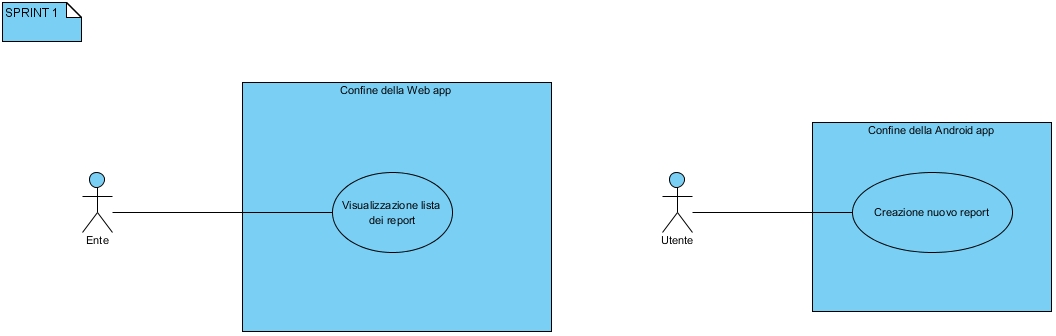 SPRINT 1
Confine della Web app
Visualizzazione lista
dei report
Ente
Confine della Android app
Creazione nuovo report
Utente